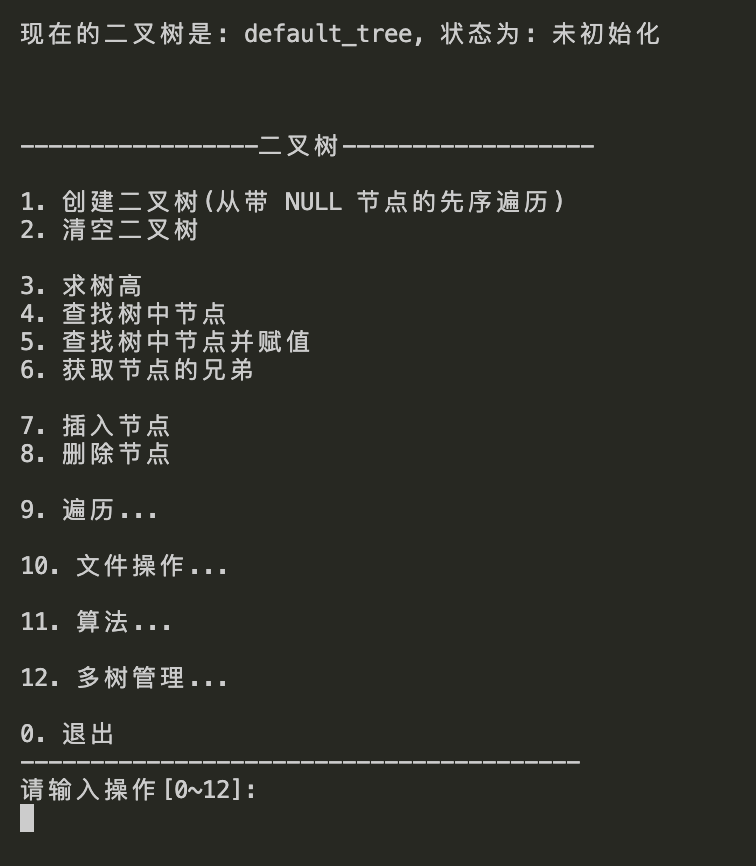 现在的二叉树是: default_tree, 状态为: 未初始化
-----------------二叉树------------------
1. 创建二叉树(从带 NULL 节点的先序遍历)
2. 清空二叉树
3. 求树高
4. 查找树中节点
5. 查找树中节点并赋值
6. 获取节点的兄弟
7. 插入节点
8. 删除节点
9. 遍历...
10. 文件操作...
11. 算法...
12. 多树管理...
0. 退出
----------------------------------------
请输入操作[0~12]: